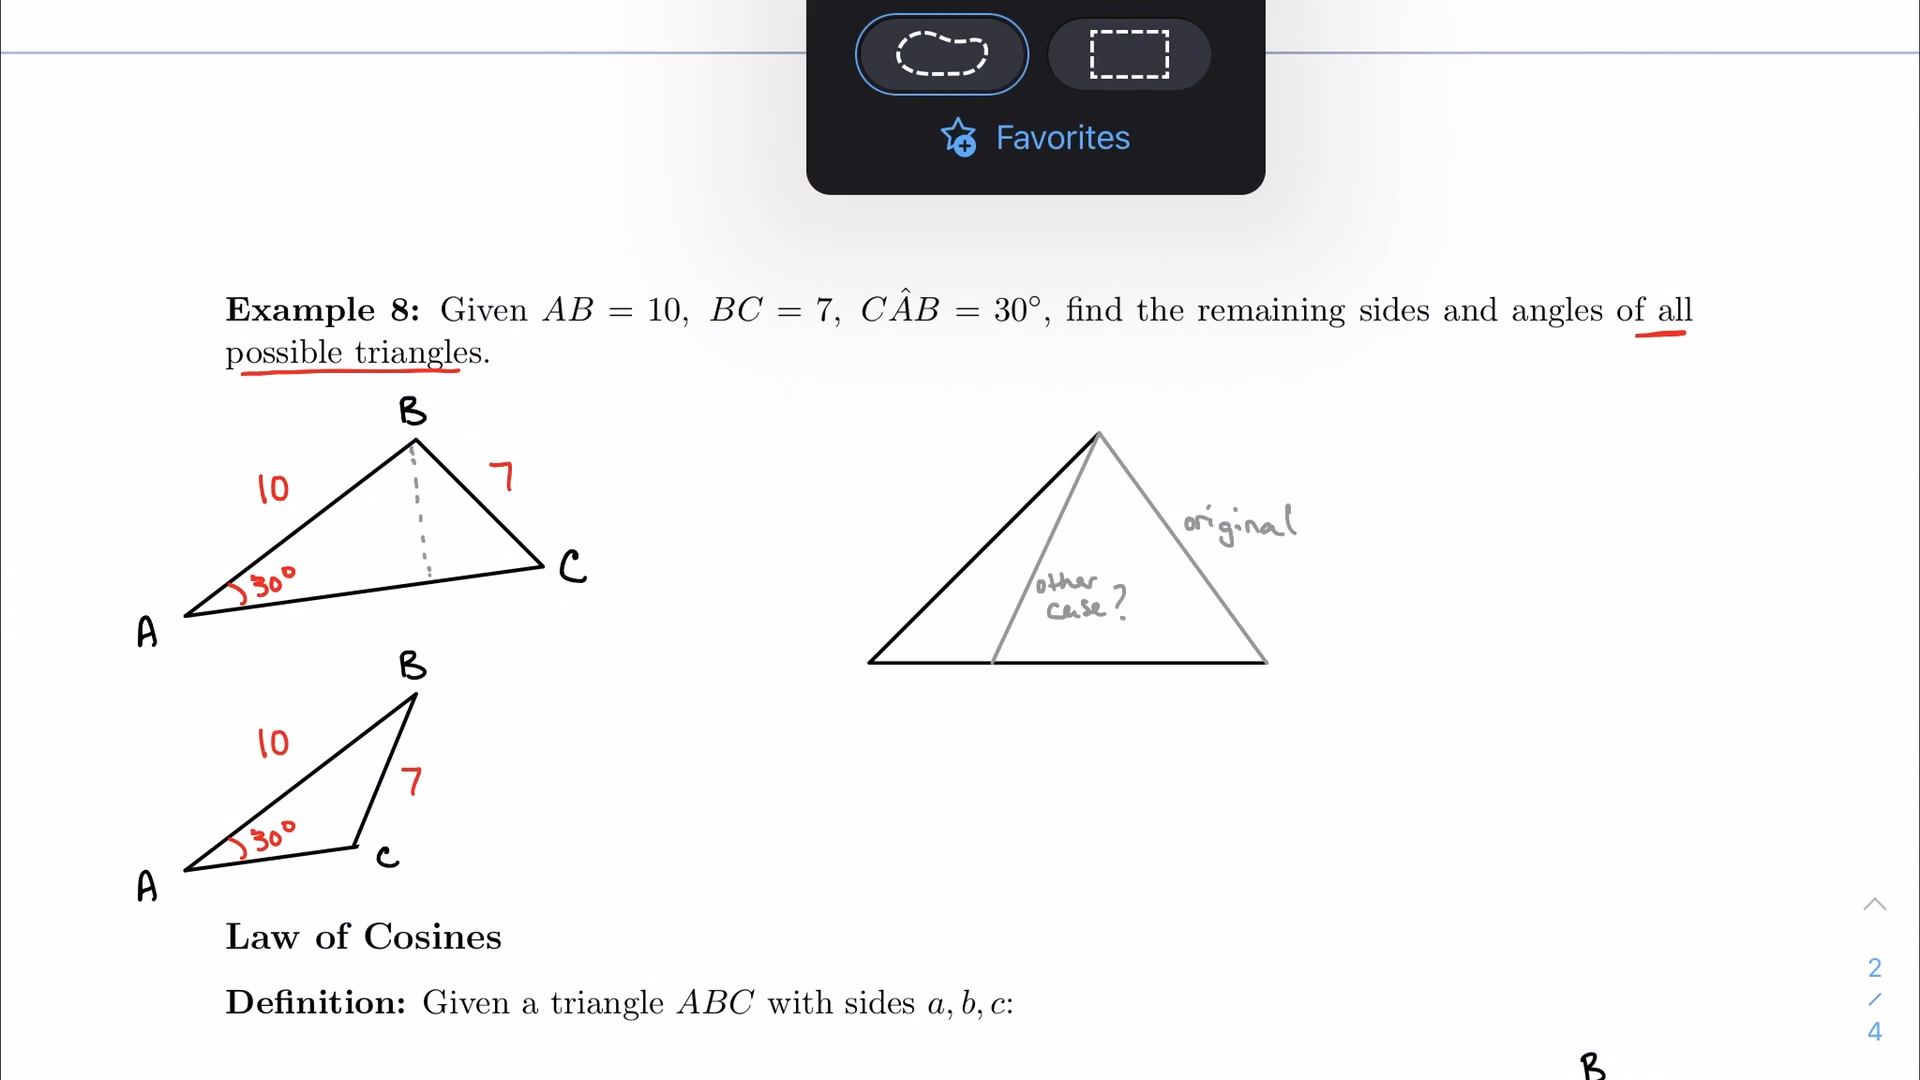 Favorites
Example 8: Given AB = 10, BC = 7, CÂB = 30°, find the remaining sides and angles of all
possible triangles.
B
10
7
30°
C
A
original
other
case?
B
10
7
30°
C
A
Law of Cosines
Definition: Given a triangle ABC with sides a, b, c:
2
/
4
B